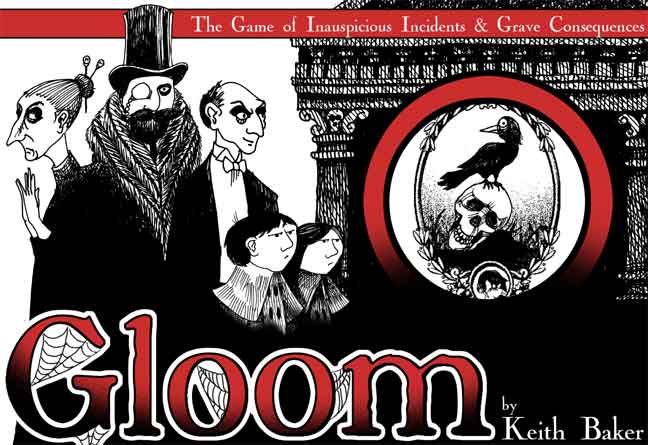 The Game of Inauspicious Incidents & Grave Consequences
Gloom
by
Keith Baker